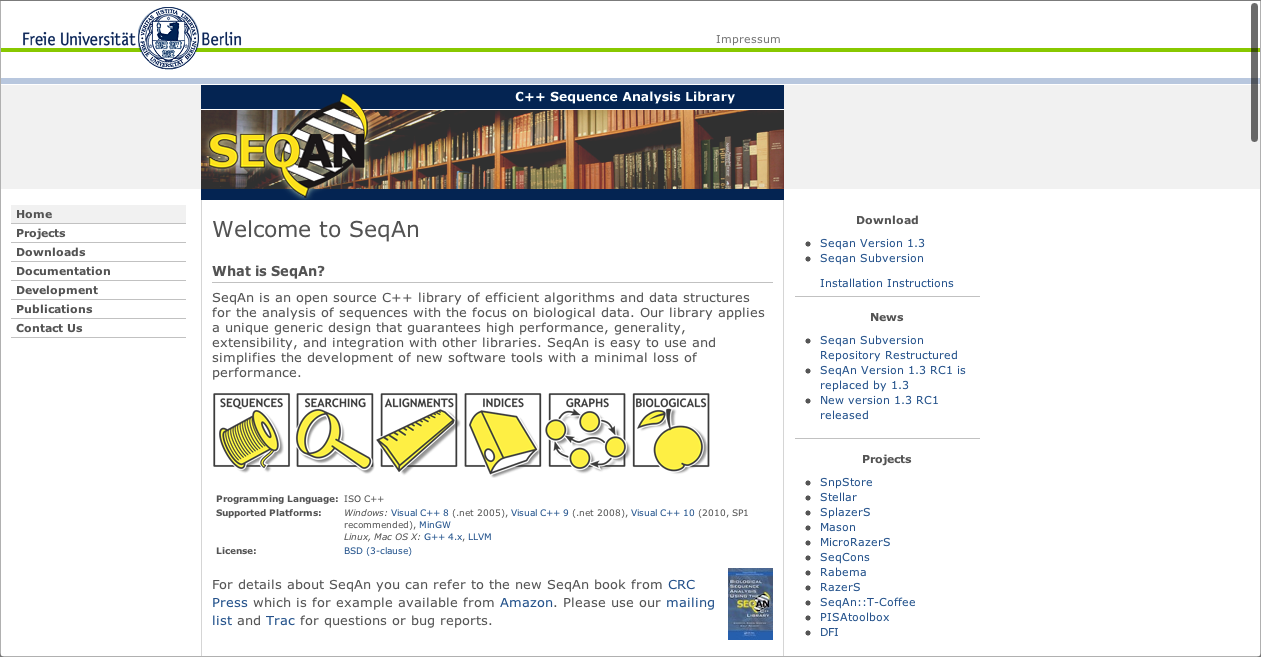 Freie Universität Berlin
Impressum
C++ Sequence Analysis Library
SEQAN
Home
Projects
Downloads
Documentation
Development
Publications
Contact Us
Welcome to SeqAn
What is SeqAn?
SeqAn is an open source C++ library of efficient algorithms and data structures
for the analysis of sequences with the focus on biological data. Our library applies
a unique generic design that guarantees high performance, generality,
extensibility, and integration with other libraries. SeqAn is easy to use and
simplifies the development of new software tools with a minimal loss of
performance.
SEQUENCES SEARCHING ALIGNMENTS INDICES GRAPHS BIOLOGICALS
Programming Language: ISO C++
Supported Platforms: Windows: Visual C++ 8 (.net 2005), Visual C++ 9 (.net 2008), Visual C++ 10 (2010, SP1
recommended), MinGW
Linux, Mac OS X: G++ 4.x, LLVM
License: BSD (3-clause)
For details about SeqAn you can refer to the new SeqAn book from CRC
Press which is for example available from Amazon. Please use our mailing
list and Trac for questions or bug reports.
BIOLOGICAL
SEQUENCE
ANALYSIS
USING THE
SEQAN
C++
LIBRARY
Download
Seqan Version 1.3
Seqan Subversion
Installation Instructions
News
Seqan Subversion
Repository Restructured
SeqAn Version 1.3 RC1 is
replaced by 1.3
New version 1.3 RC1
released
Projects
SnpStore
Stellar
SplazerS
Mason
MicroRazerS
SeqCons
Rabema
RazerS
SeqAn::T-Coffee
PISAtoolbox
DFI